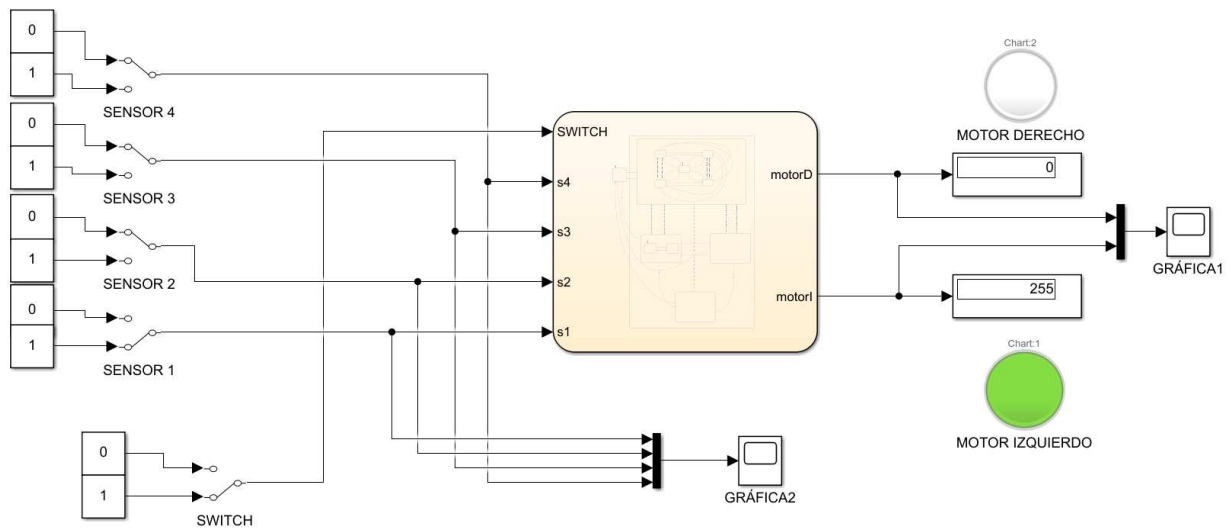 0
1
SENSOR 4
0
1
SENSOR 3
0
1
SENSOR 2
0
1
SENSOR 1
0
1
SWITCH
SWITCH
s4
s3
s2
s1
motorD
motorI
Chart:2
MOTOR DERECHO
0
GRÁFICA1
255
Chart:1
MOTOR IZQUIERDO
GRÁFICA2